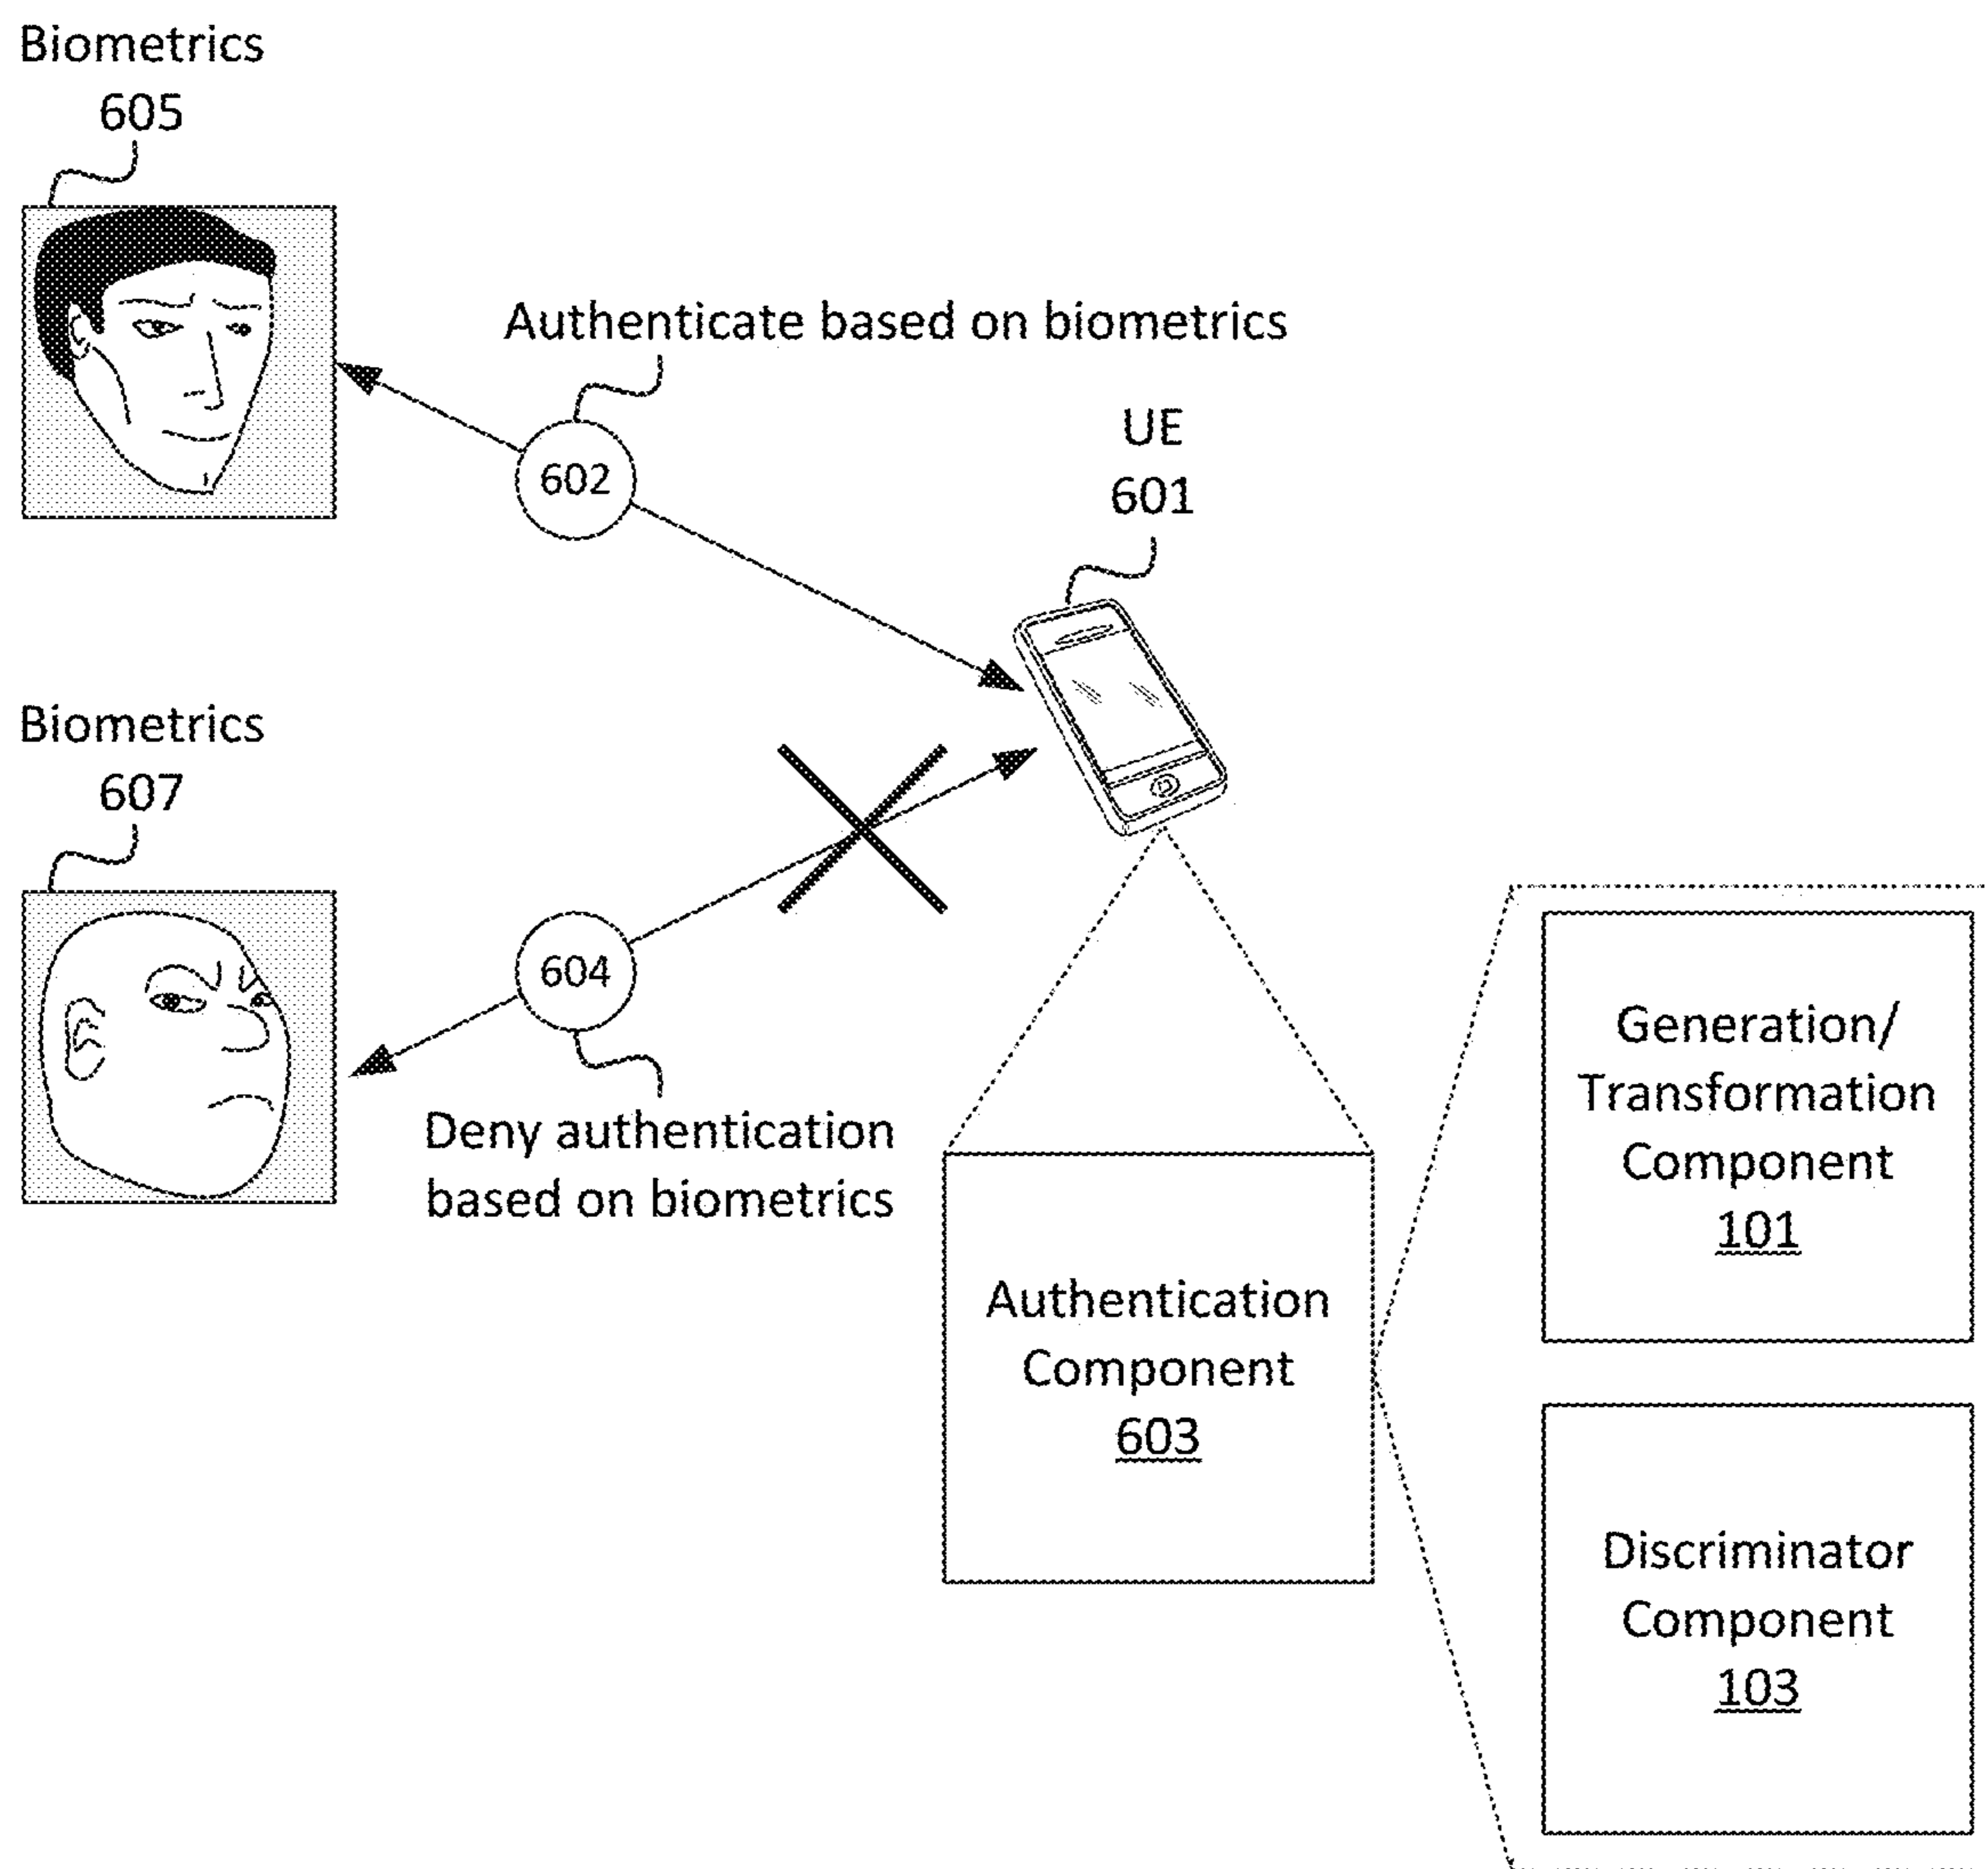 Biometrics
605
Authenticate based on biometrics
602
UE
601
Biometrics
607
604
Deny authentication
based on biometrics
Authentication
Component
603
Generation/
Transformation
Component
101
Discriminator
Component
103